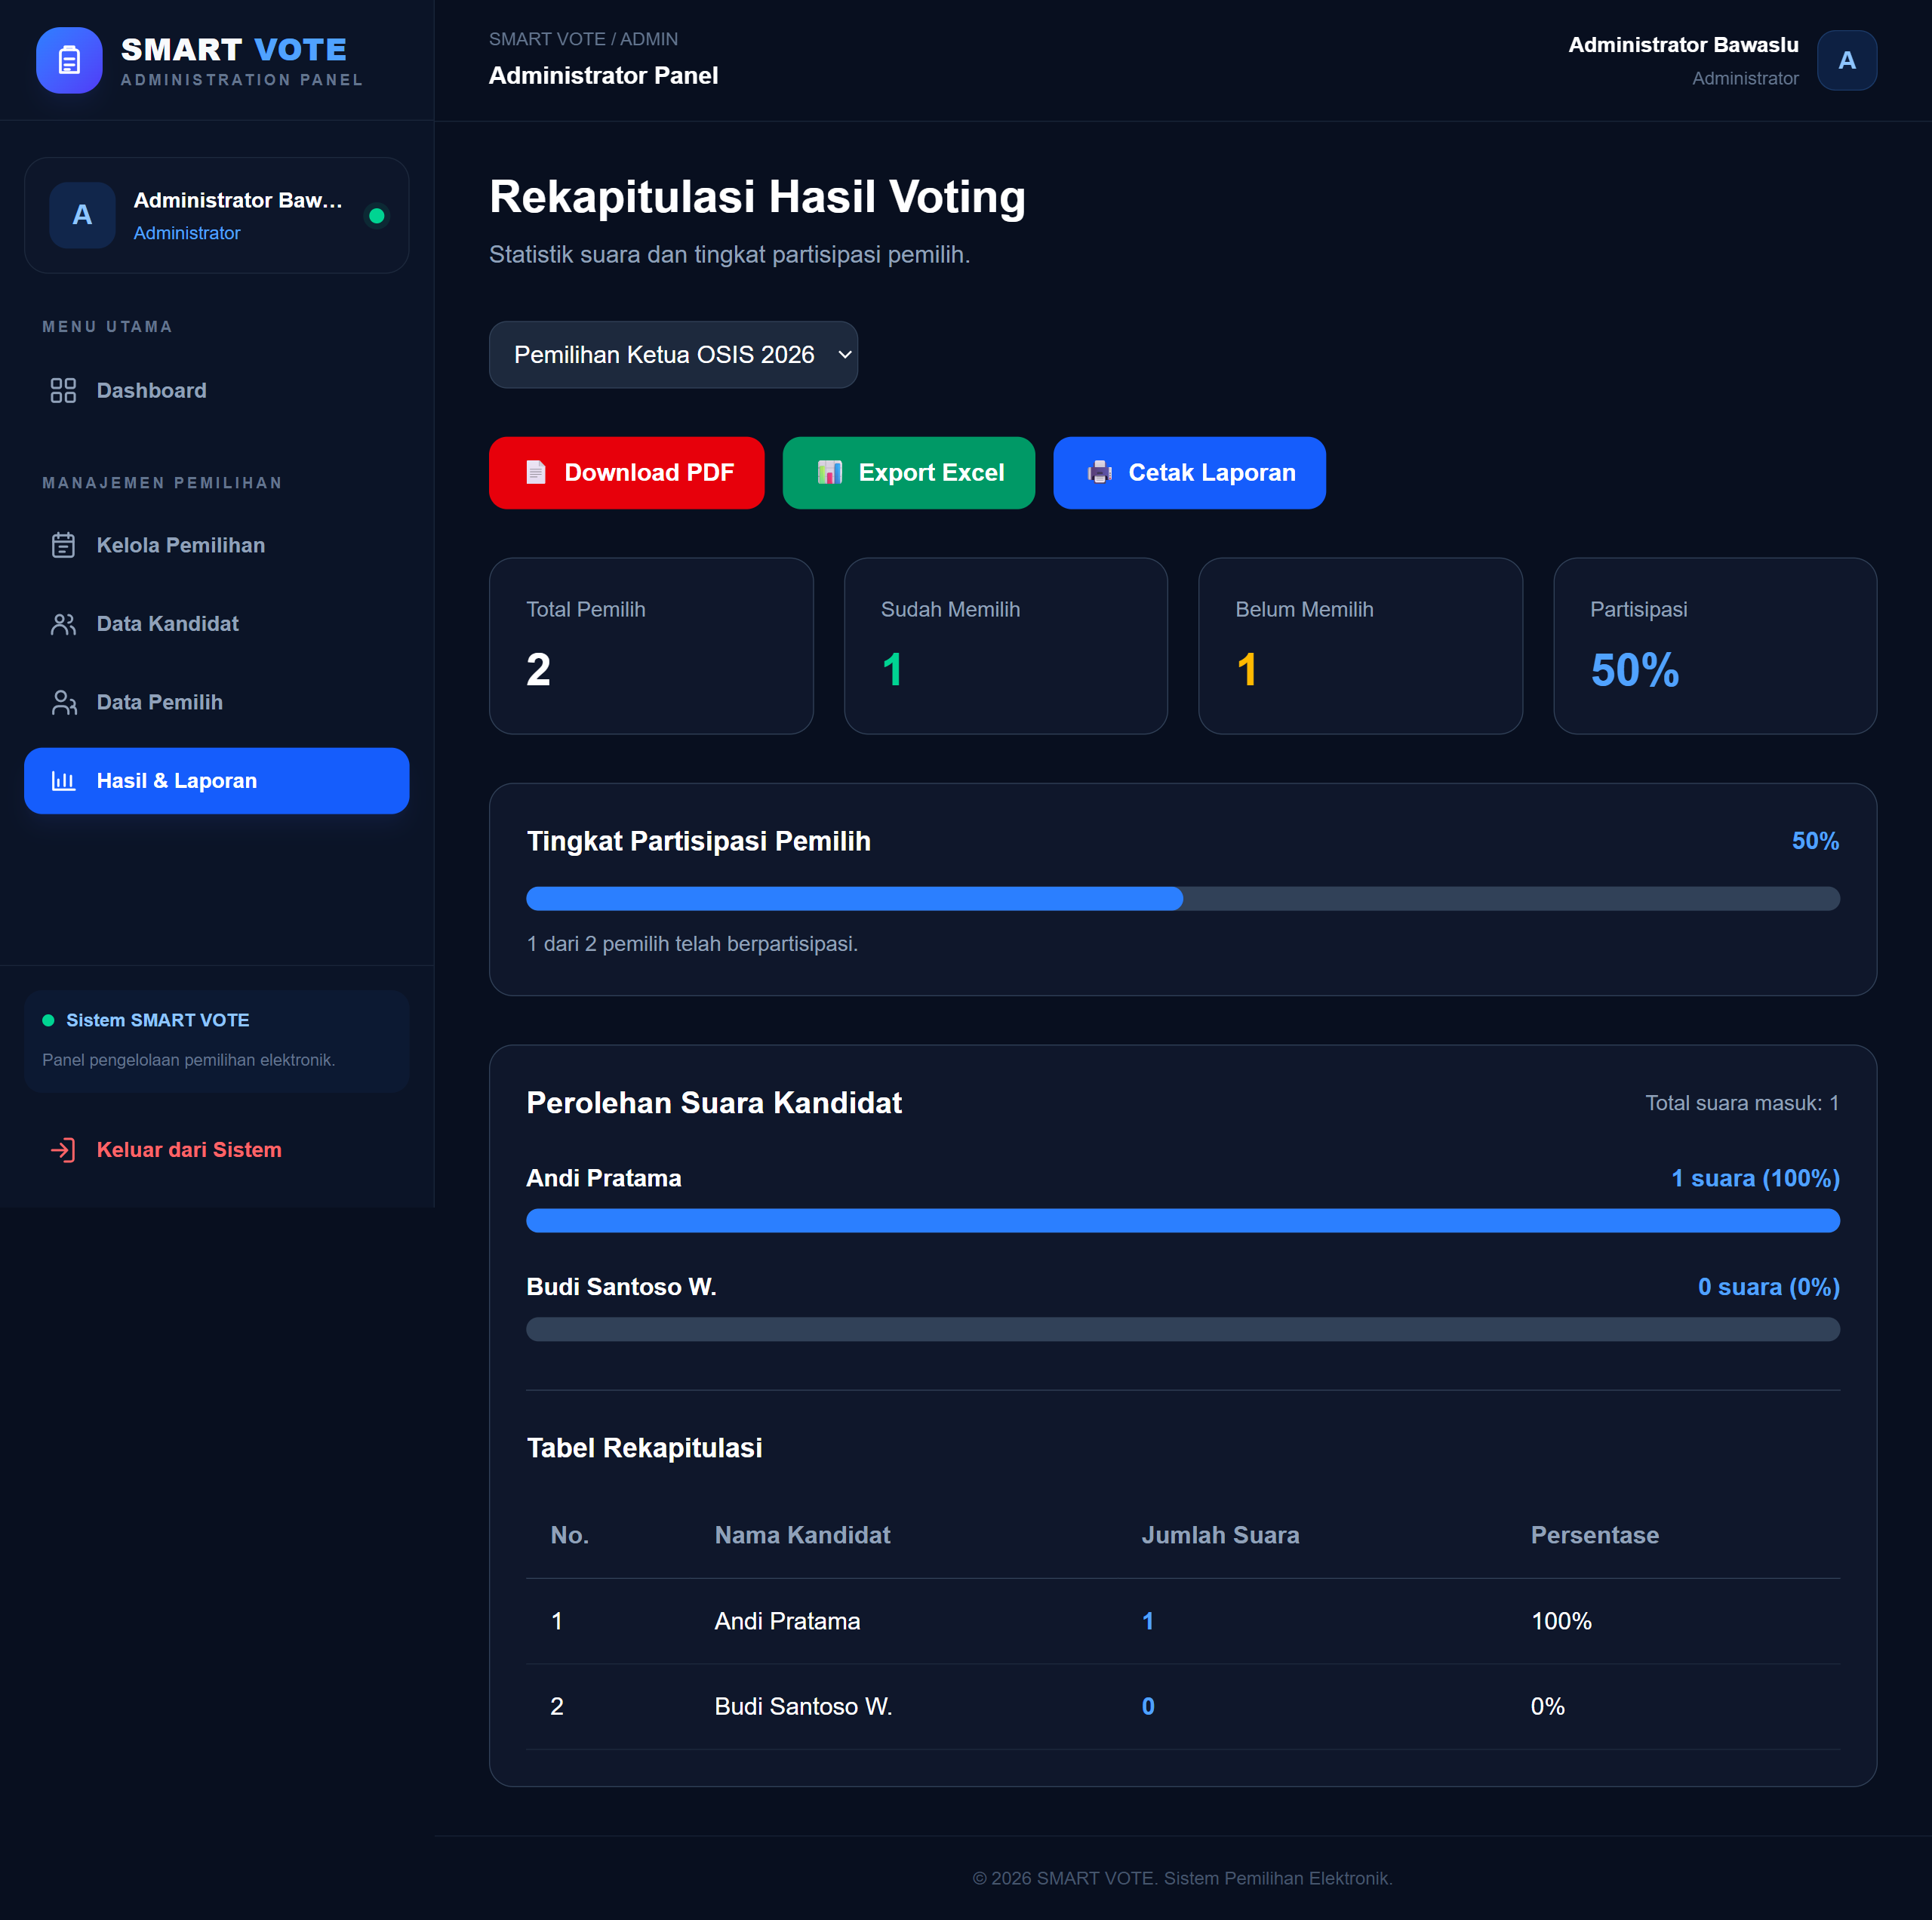 SMART VOTE
ADMINISTRATION PANEL
A
Administrator Baw...
Administrator
MENU UTAMA
Dashboard
MANAJEMEN PEMILIHAN
Kelola Pemilihan
Data Kandidat
Data Pemilih
Hasil & Laporan
Sistem SMART VOTE
Panel pengelolaan pemilihan elektronik.
Keluar dari Sistem
SMART VOTE / ADMIN
Administrator Panel
Administrator Bawaslu
Administrator
A
Rekapitulasi Hasil Voting
Statistik suara dan tingkat partisipasi pemilih.
Pemilihan Ketua OSIS 2026
Download PDF
Export Excel
Cetak Laporan
Total Pemilih
2
Sudah Memilih
1
Belum Memilih
1
Partisipasi
50%
Tingkat Partisipasi Pemilih 50%
1 dari 2 pemilih telah berpartisipasi.
Perolehan Suara Kandidat Total suara masuk: 1
Andi Pratama 1 suara (100%)
Budi Santoso W. 0 suara (0%)
Tabel Rekapitulasi
No. Nama Kandidat Jumlah Suara Persentase
1 Andi Pratama 1 100%
2 Budi Santoso W. 0 0%
© 2026 SMART VOTE. Sistem Pemilihan Elektronik.